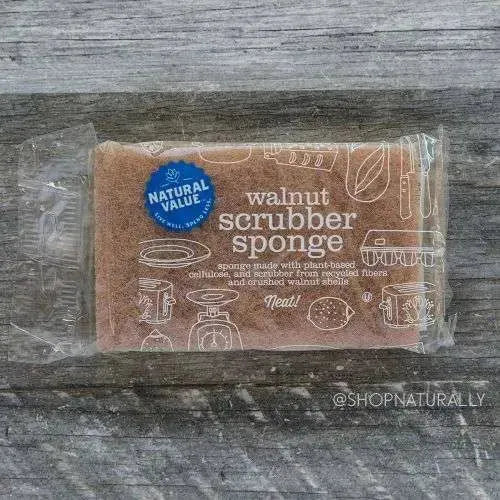 NATURAL
VALUE
LIVE WELL. SPEND LESS.
walnut
scrubber
sponge
sponge made with plant-based
cellulose, and scrubber from recycled fibers
and crushed walnut shells
Neat!
U
@SHOPNATURALLY